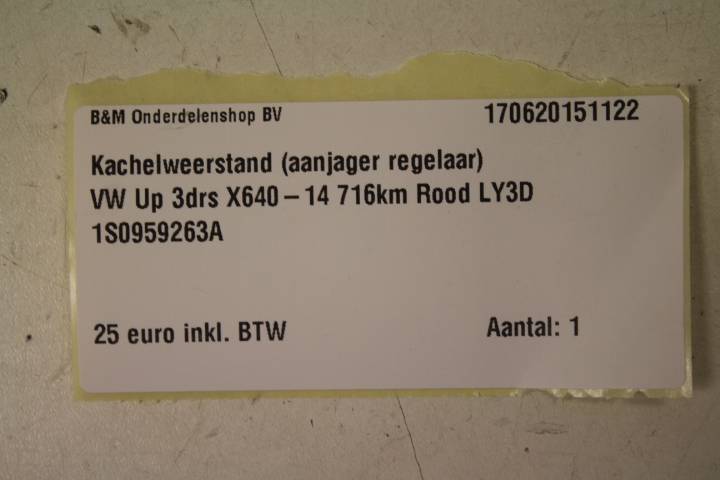 B&M Onderdelenshop BV 170620151122
Kachelweerstand (aanjager regelaar)
VW Up 3drs X640 – 14 716km Rood LY3D
1S0959263A
25 euro inkl. BTW Aantal: 1